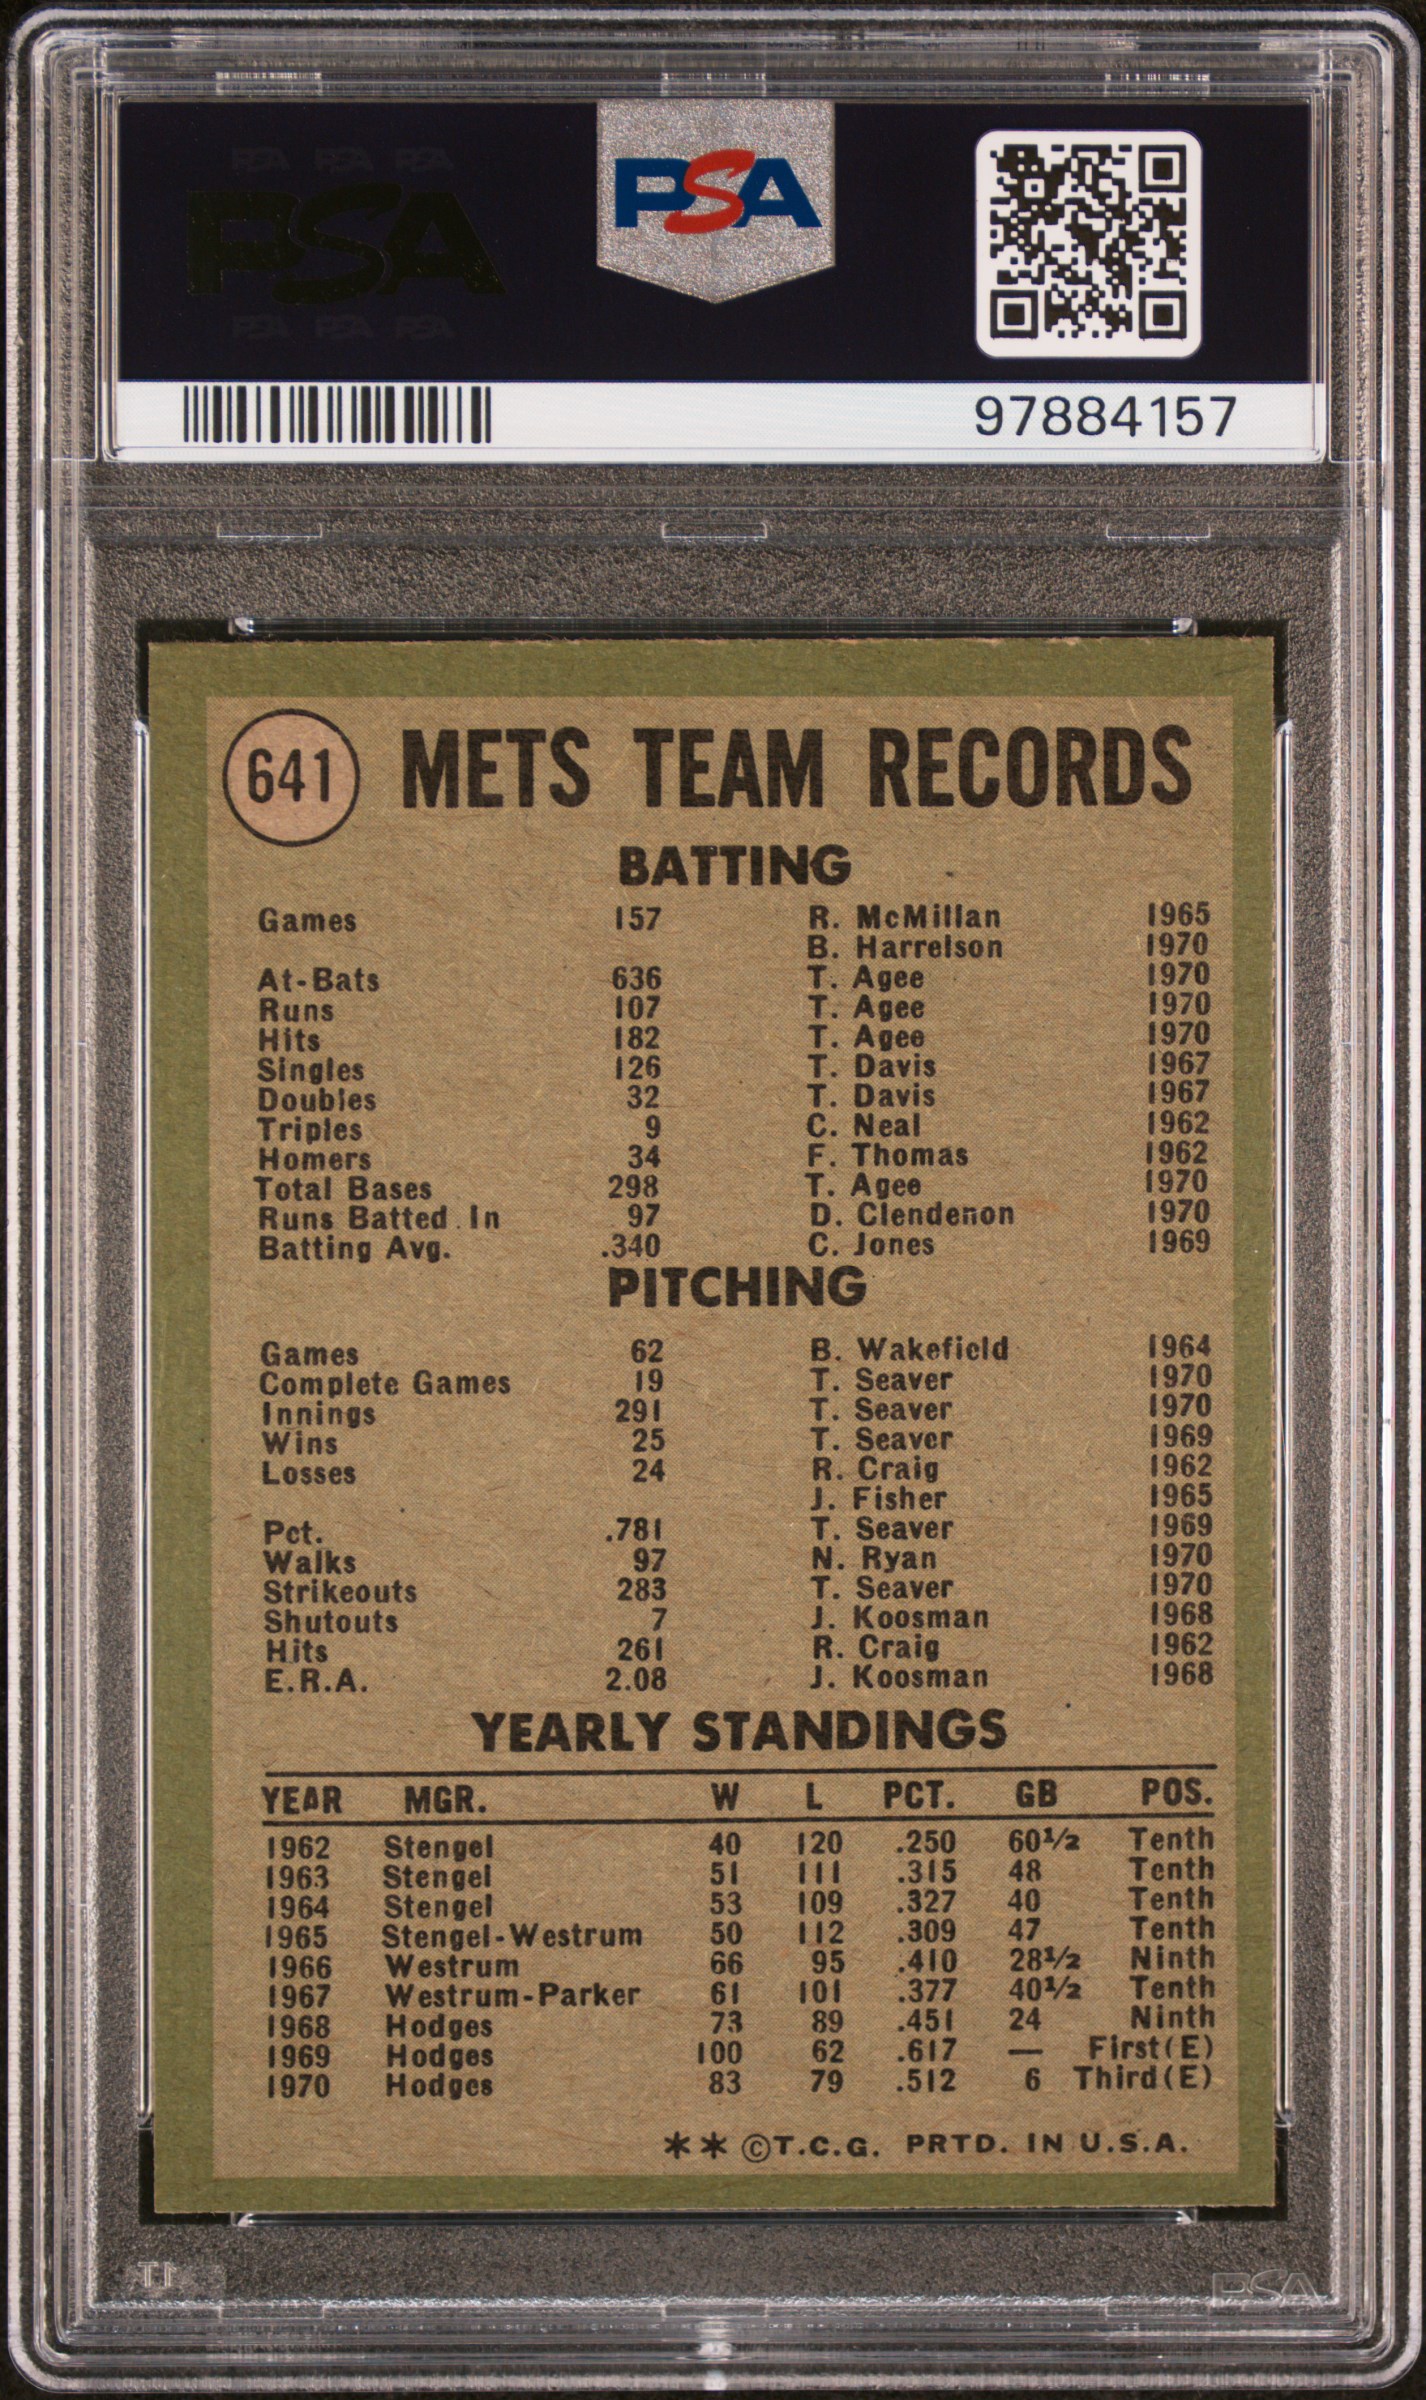 PSA PSA PSA
PSA
PSA PSA PSA
PSA
97884157
641 METS TEAM RECORDS
BATTING
Games 157 R. McMillan 1965
B. Harrelson 1970
At-Bats 636 T. Agee 1970
Runs 107 T. Agee 1970
Hits 182 T. Agee 1970
Singles 126 T. Davis 1967
Doubles 32 T. Davis 1967
Triples 9 C. Neal 1962
Homers 34 F. Thomas 1962
Total Bases 298 T. Agee 1970
Runs Batted In 97 D. Clendenon 1970
Batting Avg. .340 C. Jones 1969
PITCHING
Games 62 B. Wakefield 1964
Complete Games 19 T. Seaver 1970
Innings 291 T. Seaver 1970
Wins 25 T. Seaver 1969
Losses 24 R. Craig 1962
J. Fisher 1965
Pct. .781 T. Seaver 1969
Walks 97 N. Ryan 1970
Strikeouts 283 T. Seaver 1970
Shutouts 7 J. Koosman 1968
Hits 261 R. Craig 1962
E.R.A. 2.08 J. Koosman 1968
YEARLY STANDINGS
YEAR MGR. W L PCT. GB POS.
1962 Stengel 40 120 .250 60½ Tenth
1963 Stengel 51 111 .315 48 Tenth
1964 Stengel 53 109 .327 40 Tenth
1965 Stengel-Westrum 50 112 .309 47 Tenth
1966 Westrum 66 95 .410 28½ Ninth
1967 Westrum-Parker 61 101 .377 40½ Tenth
1968 Hodges 73 89 .451 24 Ninth
1969 Hodges 100 62 .617 — First(E)
1970 Hodges 83 79 .512 6 Third(E)
** ©T.C.G. PRTD. IN U.S.A.
PSA